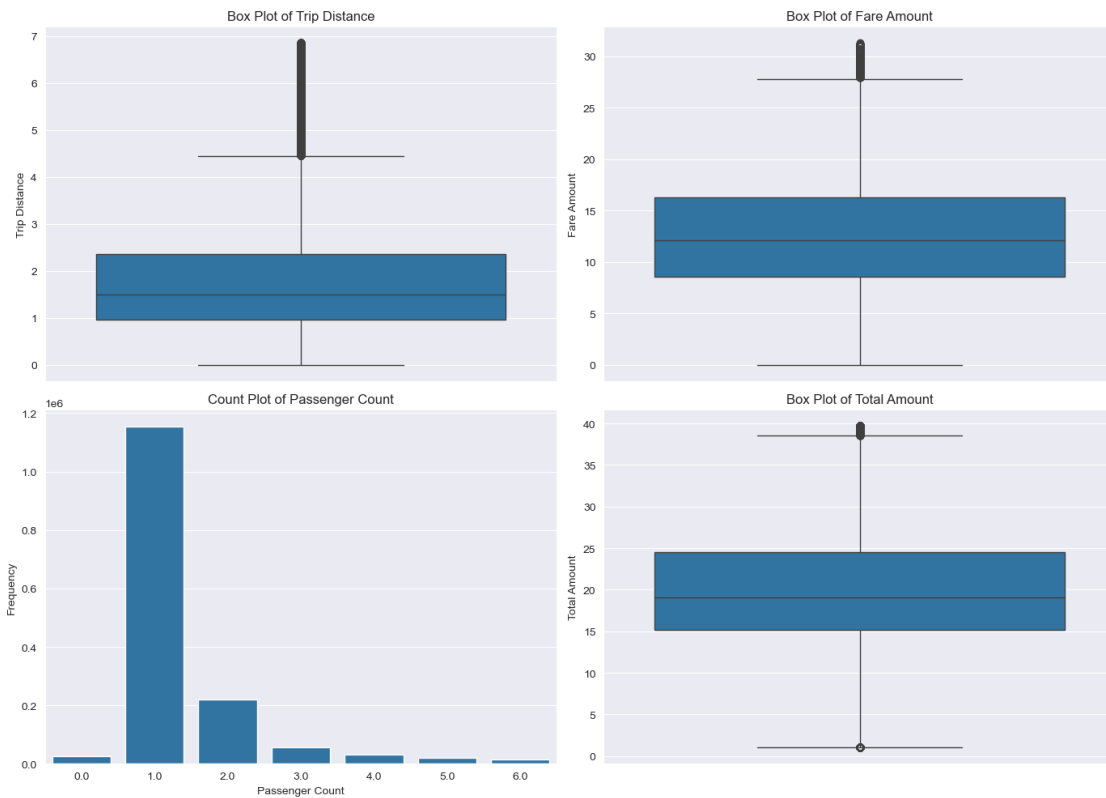 Box Plot of Trip Distance
Trip Distance
7
6
5
4
3
2
1
0
Box Plot of Fare Amount
Fare Amount
30
25
20
15
10
5
0
Count Plot of Passenger Count
1e6
Frequency
1.2
1.0
0.8
0.6
0.4
0.2
0.0
0.0 1.0 2.0 3.0 4.0 5.0 6.0
Passenger Count
Box Plot of Total Amount
Total Amount
40
35
30
25
20
15
10
5
0